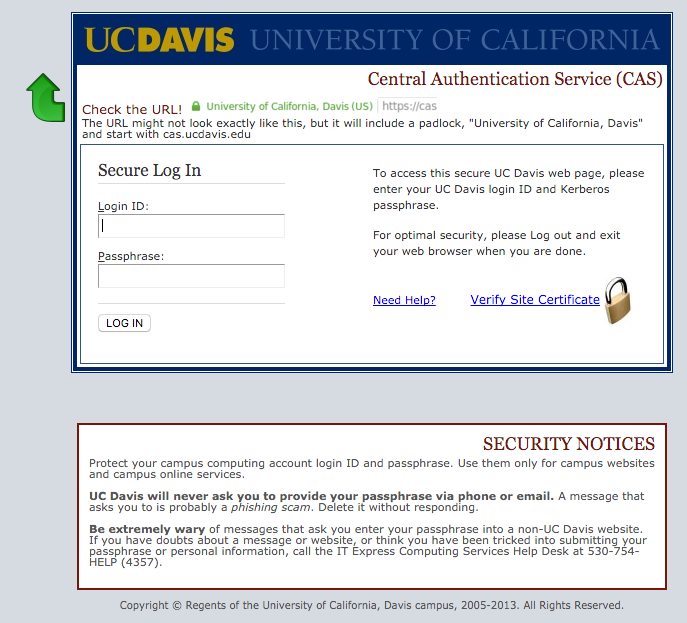 UCDAVIS UNIVERSITY OF CALIFORNIA
Central Authentication Service (CAS)
Check the URL! University of California, Davis (US) https://cas
The URL might not look exactly like this, but it will include a padlock, "University of California, Davis"
and start with cas.ucdavis.edu
Secure Log In
Login ID:
Passphrase:
LOG IN
To access this secure UC Davis web page, please
enter your UC Davis login ID and Kerberos
passphrase.
For optimal security, please Log out and exit
your web browser when you are done.
Need Help? Verify Site Certificate
SECURITY NOTICES
Protect your campus computing account login ID and passphrase. Use them only for campus websites
and campus online services.
UC Davis will never ask you to provide your passphrase via phone or email. A message that
asks you to is probably a phishing scam. Delete it without responding.
Be extremely wary of messages that ask you enter your passphrase into a non-UC Davis website.
If you have doubts about a message or website, or think you have been tricked into submitting your
passphrase or personal information, call the IT Express Computing Services Help Desk at 530-754-
HELP (4357).
Copyright © Regents of the University of California, Davis campus, 2005-2013. All Rights Reserved.